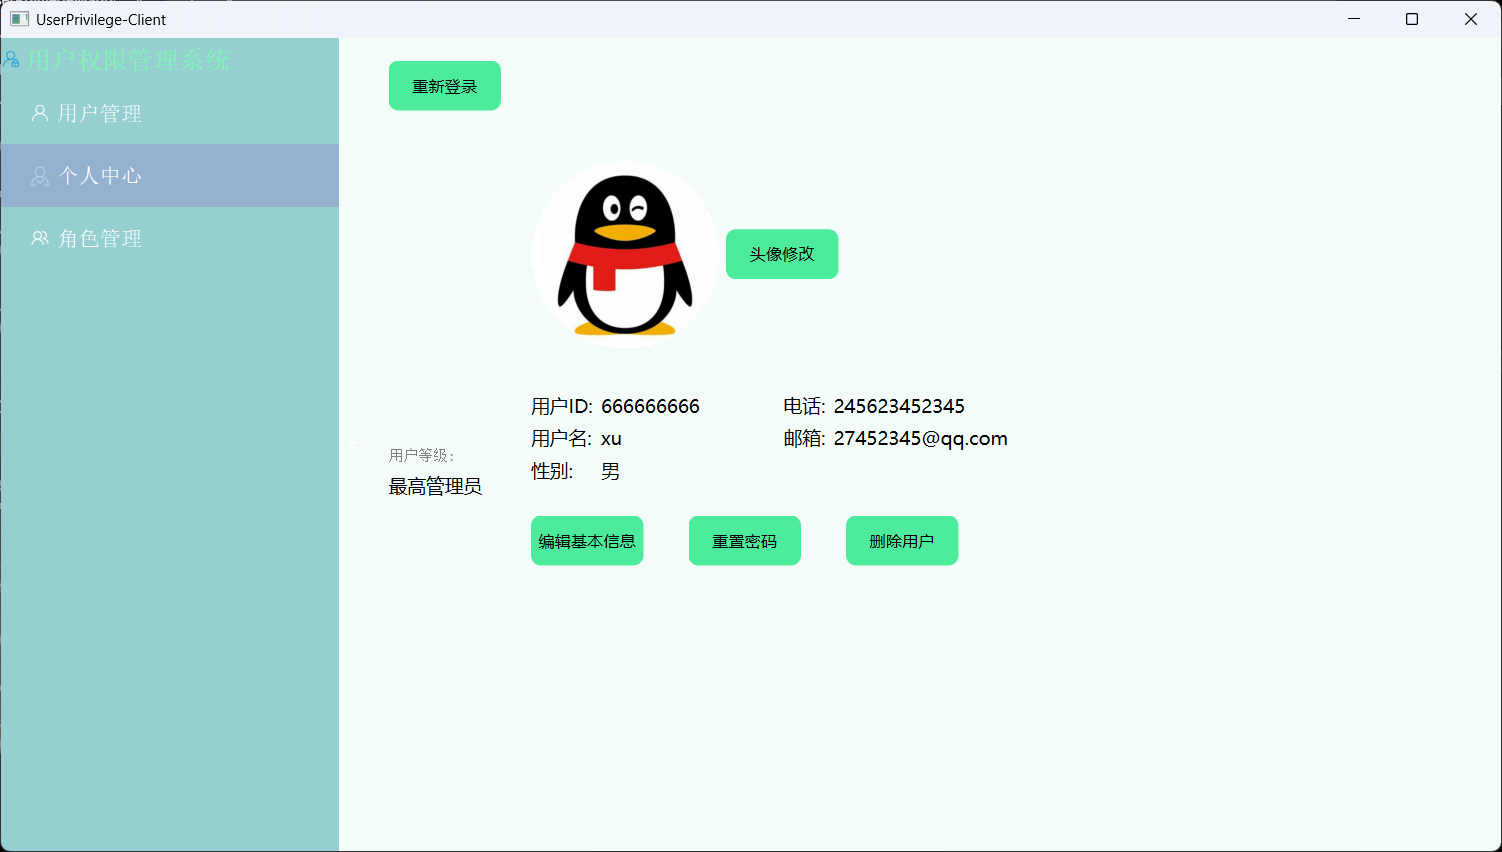 UserPrivilege-Client
用户权限管理系统
用户管理
个人中心
角色管理
重新登录
头像修改
用户等级:
最高管理员
用户ID: 666666666
用户名: xu
性别: 男
电话: 245623452345
邮箱: 27452345@qq.com
编辑基本信息
重置密码
删除用户